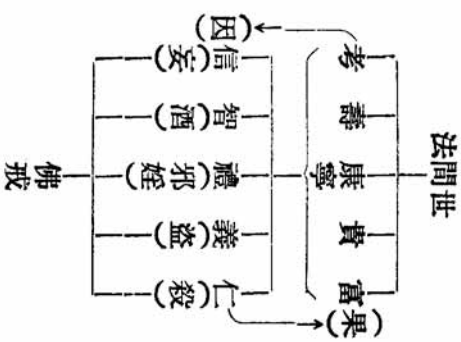 世間法
富
貴
康寧
壽
考
(果)
(因)
仁(殺)
義(盜)
禮(邪婬)
智(酒)
信(妄)
佛戒